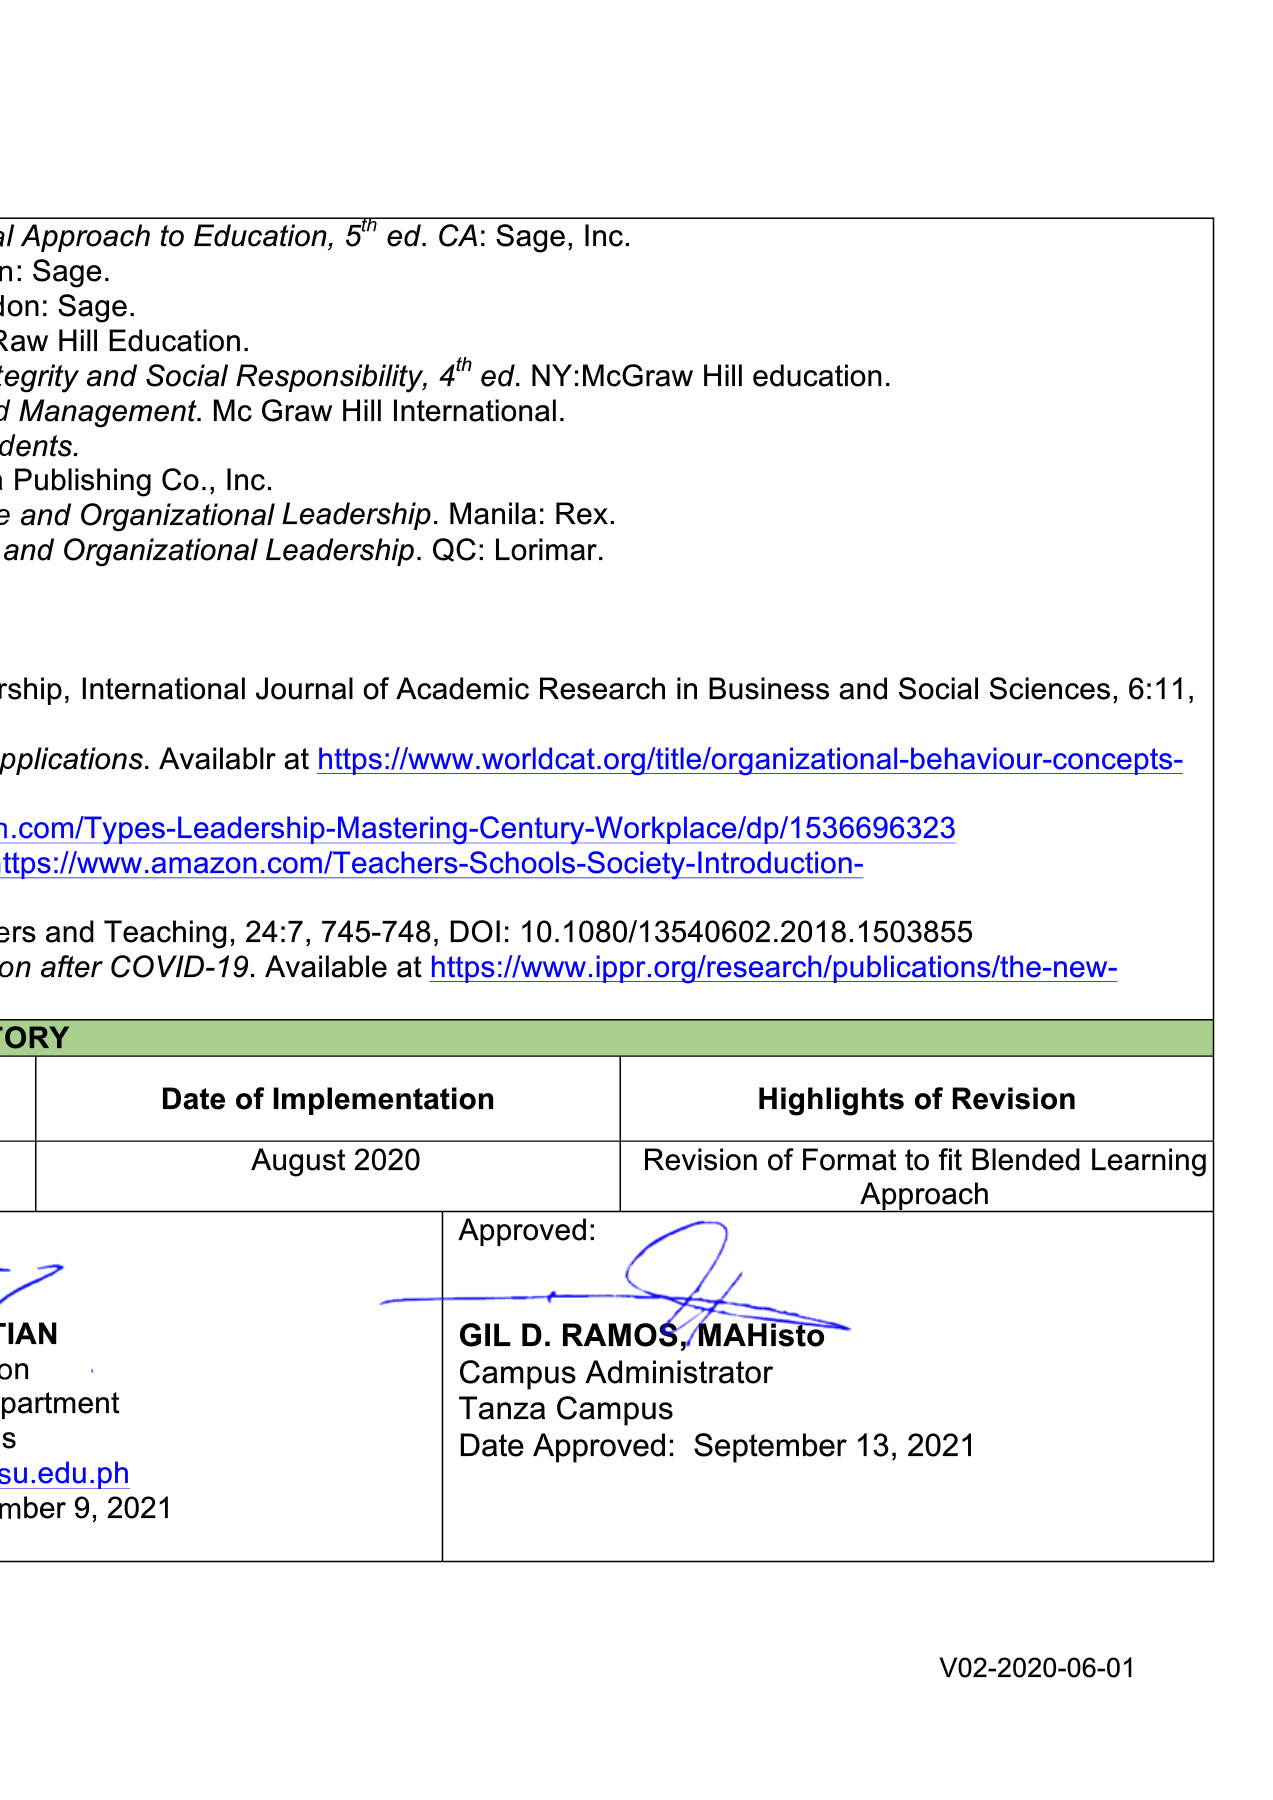 al Approach to Education, 5th ed. CA: Sage, Inc.
n: Sage.
don: Sage.
Raw Hill Education.
tegrity and Social Responsibility, 4th ed. NY:McGraw Hill education.
d Management. Mc Graw Hill International.
dents.
a Publishing Co., Inc.
e and Organizational Leadership. Manila: Rex.
and Organizational Leadership. QC: Lorimar.
rship, International Journal of Academic Research in Business and Social Sciences, 6:11,
pplications. Availablr at https://www.worldcat.org/title/organizational-behaviour-concepts-
n.com/Types-Leadership-Mastering-Century-Workplace/dp/1536696323
https://www.amazon.com/Teachers-Schools-Society-Introduction-
ers and Teaching, 24:7, 745-748, DOI: 10.1080/13540602.2018.1503855
on after COVID-19. Available at https://www.ippr.org/research/publications/the-new-
TORY
Date of Implementation
Highlights of Revision
August 2020
Revision of Format to fit Blended Learning
Approach
TIAN
on
partment
s
su.edu.ph
mber 9, 2021
Approved:
GIL D. RAMOS, MAHisto
Campus Administrator
Tanza Campus
Date Approved: September 13, 2021
V02-2020-06-01